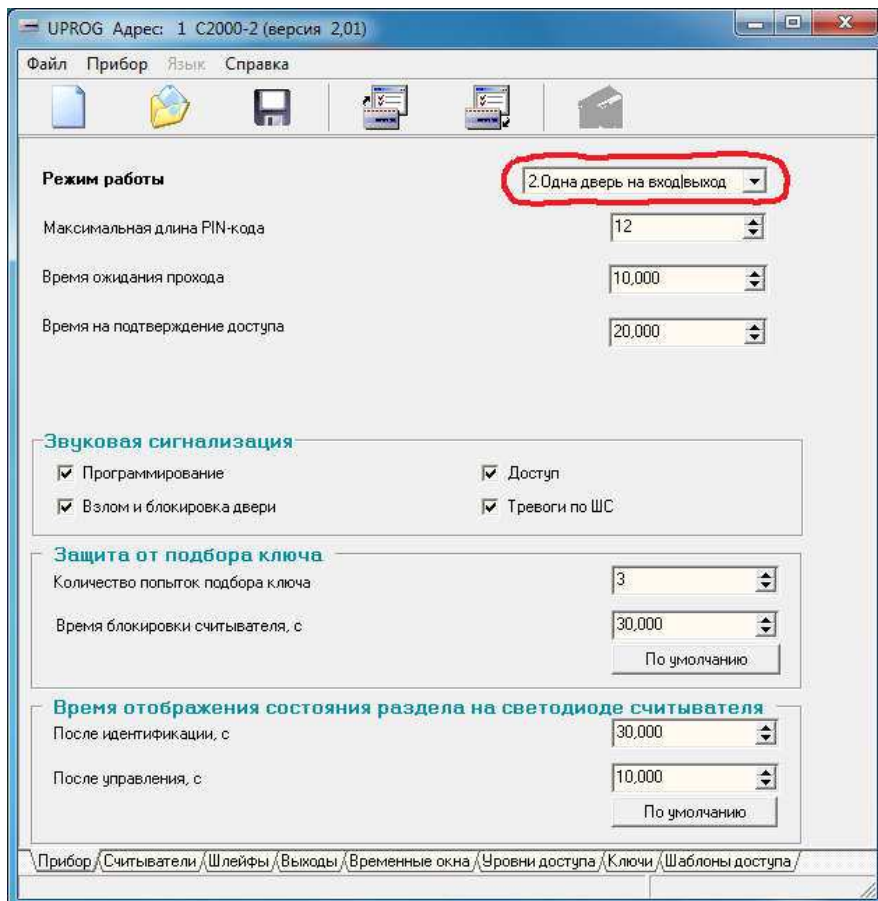 UPROG Адрес: 1 С2000-2 (версия 2,01)
Файл Прибор Язык Справка
Режим работы 2.Одна дверь на вход|выход
Максимальная длина PIN-кода 12
Время ожидания прохода 10,000
Время на подтверждение доступа 20,000
Звуковая сигнализация
Программирование Доступ
Взлом и блокировка двери Тревоги по ШС
Защита от подбора ключа
Количество попыток подбора ключа 3
Время блокировки считывателя, с 30,000
По умолчанию
Время отображения состояния раздела на светодиоде считывателя
После идентификации, с 30,000
После управления, с 10,000
По умолчанию
Прибор Считыватели Шлейфы Выходы Временные окна Уровни доступа Ключи Шаблоны доступа